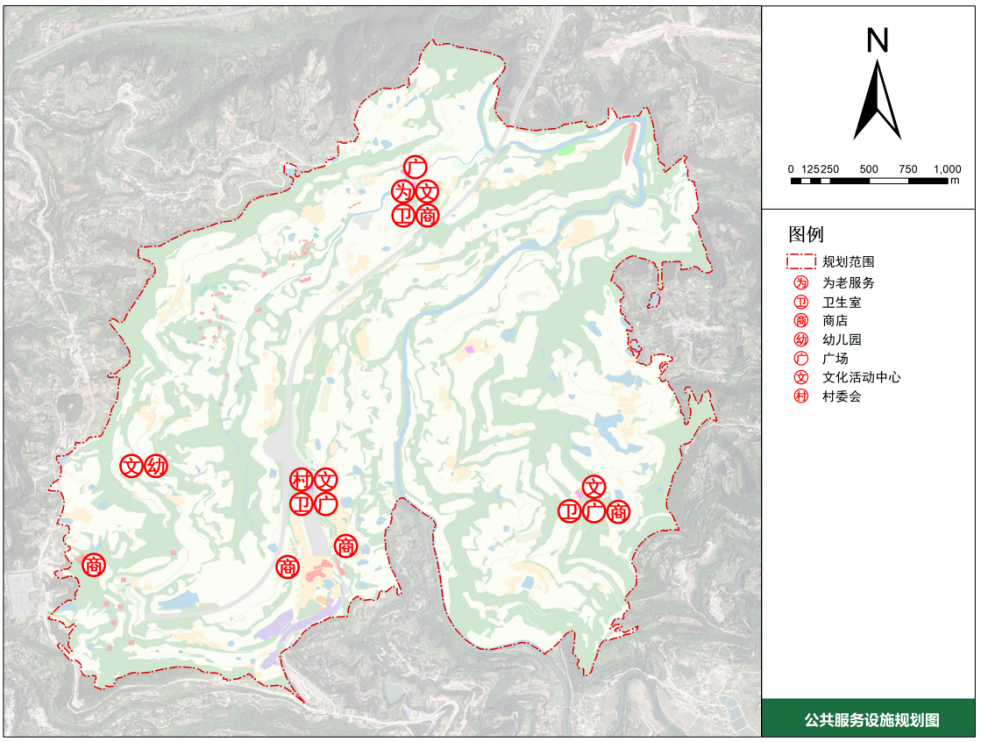 N
0 125250 500 750 1,000
m
图例
规划范围
为 为老服务
卫 卫生室
商 商店
幼 幼儿园
广 广场
文 文化活动中心
村 村委会
广
为文
卫商
文幼
村文
卫广
文
卫广商
商
商
商
公共服务设施规划图